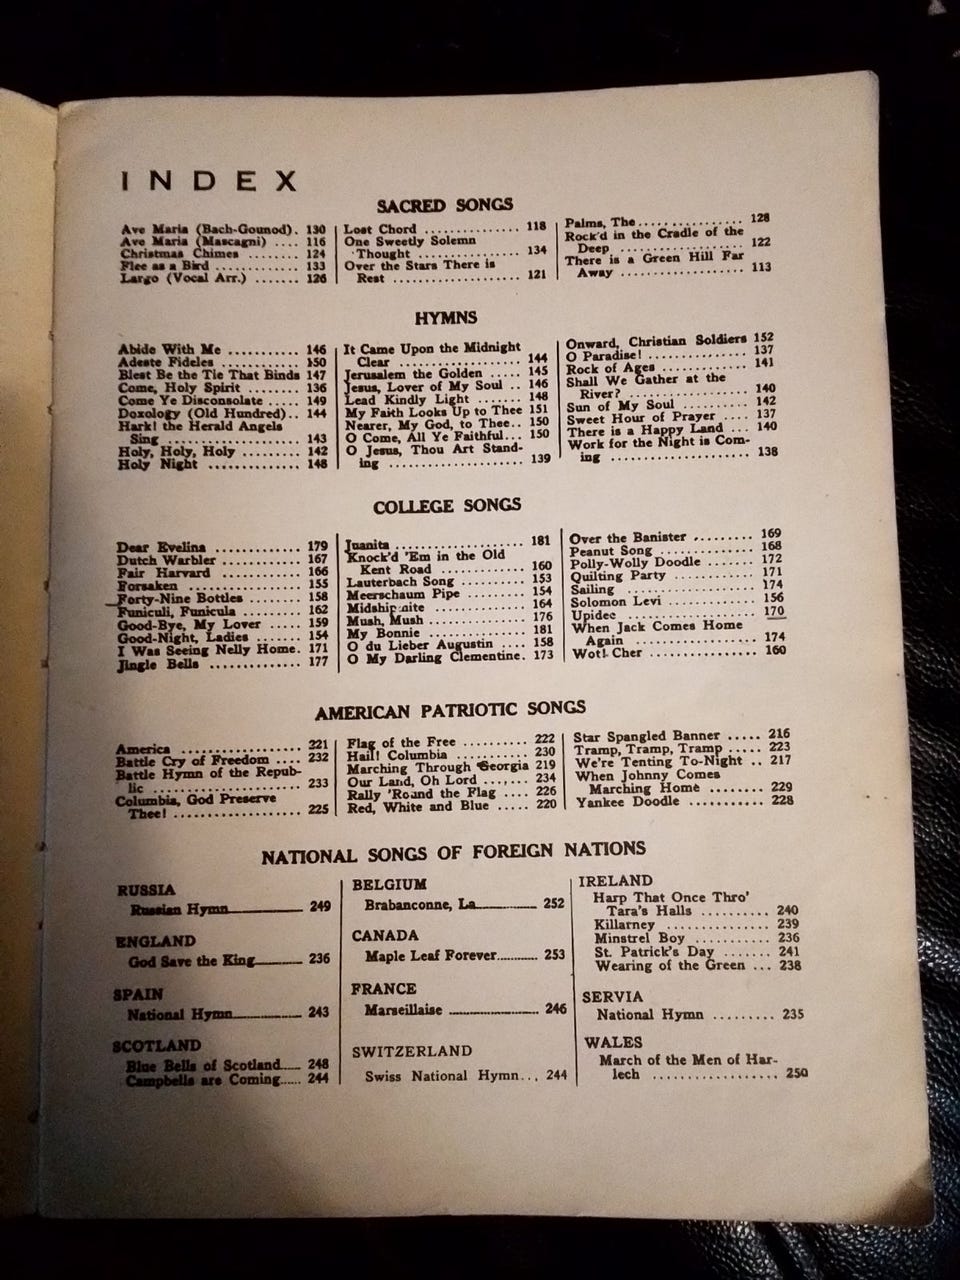 INDEX
SACRED SONGS
Ave Maria (Bach-Gounod). 130
Ave Maria (Mascagni) .... 116
Christmas Chimes ........ 124
Flee as a Bird ............ 133
Largo (Vocal Arr.) ....... 126
Lost Chord .............. 118
One Sweetly Solemn
Thought ............... 134
Over the Stars There is
Rest ................... 121
Palms, The............... 128
Rock'd in the Cradle of the
Deep ................... 122
There is a Green Hill Far
Away .................. 113
HYMNS
Abide With Me ........... 146
Adeste Fideles ............ 150
Blest Be the Tie That Binds 147
Come, Holy Spirit ........ 136
Come Ye Disconsolate ..... 149
Doxology (Old Hundred).. 144
Hark! the Herald Angels
Sing .................... 143
Holy, Holy, Holy ......... 142
Holy Night .............. 148
It Came Upon the Midnight
Clear ................... 144
Jerusalem the Golden ..... 145
Jesus, Lover of My Soul .. 146
Lead Kindly Light ....... 148
My Faith Looks Up to Thee 151
Nearer, My God, to Thee.. 150
O Come, All Ye Faithful... 150
O Jesus, Thou Art Stand-
ing .................... 139
Onward, Christian Soldiers 152
O Paradise! .............. 137
Rock of Ages ............. 141
Shall We Gather at the
River? .................. 140
Sun of My Soul .......... 142
Sweet Hour of Prayer .... 137
There is a Happy Land ... 140
Work for the Night is Com-
ing .................... 138
COLLEGE SONGS
Dear Evelina ............ 179
Dutch Warbler ........... 167
Fair Harvard ............ 166
Forsaken ................ 155
Forty-Nine Bottles ....... 158
Funiculi, Funicula ........ 162
Good-Bye, My Lover ..... 159
Good-Night, Ladies ....... 154
I Was Seeing Nelly Home. 171
Jingle Bells .............. 177
Juanita .................. 181
Knock'd 'Em in the Old
Kent Road ............ 160
Lauterbach Song ......... 153
Meerschaum Pipe ........ 154
Midshipmite ............. 164
Mush, Mush ............. 176
My Bonnie .............. 181
O du Lieber Augustin .... 158
O My Darling Clementine. 173
Over the Banister ......... 169
Peanut Song ............. 168
Polly-Wolly Doodle ....... 172
Quilting Party ........... 171
Sailing .................. 174
Solomon Levi ............ 156
Upidee .................. 170
When Jack Comes Home
Again .................. 174
Wot! Cher ............... 160
AMERICAN PATRIOTIC SONGS
America ................. 221
Battle Cry of Freedom .... 232
Battle Hymn of the Repub-
lic ..................... 233
Columbia, God Preserve
Thee! .................. 225
Flag of the Free .......... 222
Hail! Columbia ........... 230
Marching Through Georgia 219
Our Land, Oh Lord ....... 234
Rally 'Round the Flag .... 226
Red, White and Blue ..... 220
Star Spangled Banner ..... 216
Tramp, Tramp, Tramp ..... 223
We're Tenting To-Night .. 217
When Johnny Comes
Marching Home ........ 229
Yankee Doodle ........... 228
NATIONAL SONGS OF FOREIGN NATIONS
RUSSIA
Russian Hymn............ 249
ENGLAND
God Save the King............ 236
SPAIN
National Hymn............ 243
SCOTLAND
Blue Bells of Scotland..... 248
Campbells are Coming..... 244
BELGIUM
Brabanconne, La............ 252
CANADA
Maple Leaf Forever........... 253
FRANCE
Marseillaise ............ 246
SWITZERLAND
Swiss National Hymn... 244
IRELAND
Harp That Once Thro'
Tara's Halls .......... 240
Killarney ............... 239
Minstrel Boy ........... 236
St. Patrick's Day ....... 241
Wearing of the Green ... 238
SERVIA
National Hymn ......... 235
WALES
March of the Men of Har-
lech .................. 250